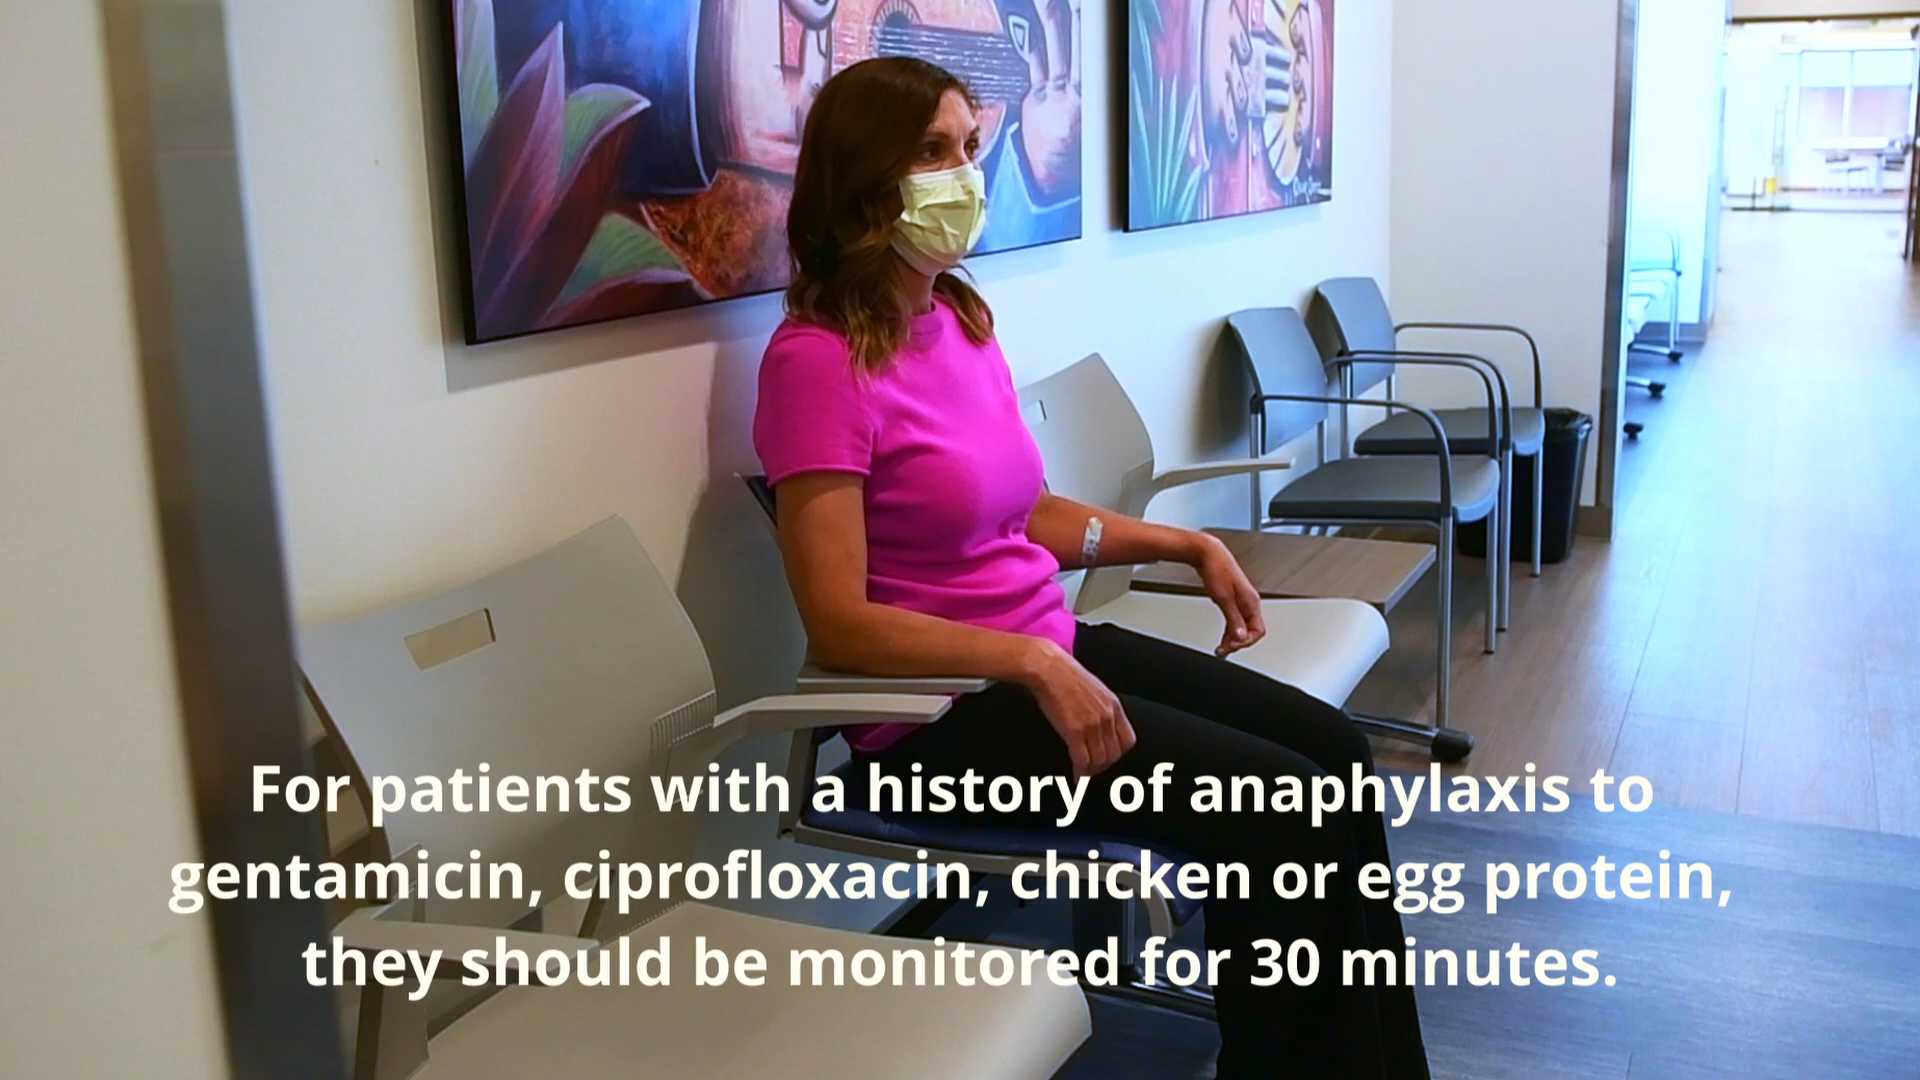 For patients with a history of anaphylaxis to
gentamicin, ciprofloxacin, chicken or egg protein,
they should be monitored for 30 minutes.